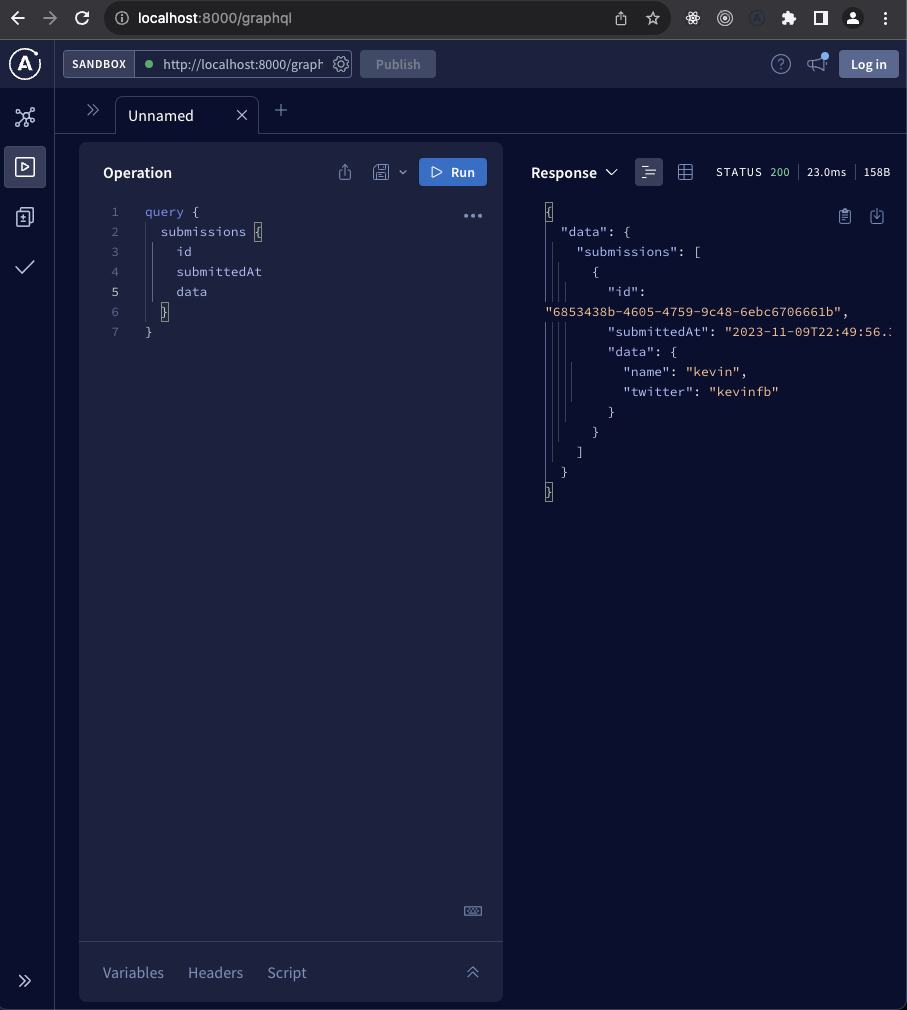 localhost:8000/graphql
SANDBOX http://localhost:8000/graph Publish Log in
Unnamed
Operation Run
1 query {
2 submissions {
3 id
4 submittedAt
5 data
6 }
7 }
Variables Headers Script
Response STATUS 200 23.0ms 158B
{
"data": {
"submissions": [
{
"id":
"6853438b-4605-4759-9c48-6ebc6706661b",
"submittedAt": "2023-11-09T22:49:56.
"data": {
"name": "kevin",
"twitter": "kevinfb"
}
}
]
}
}